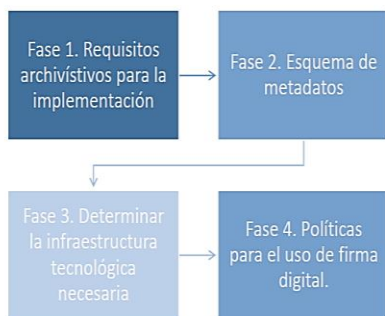 Fase 1. Requisitos
archivístivos para la
implementación
Fase 2. Esquema de
metadatos
Fase 3. Determinar
la infraestructura
tecnológica
necesaria
Fase 4. Políticas
para el uso de firma
digital.